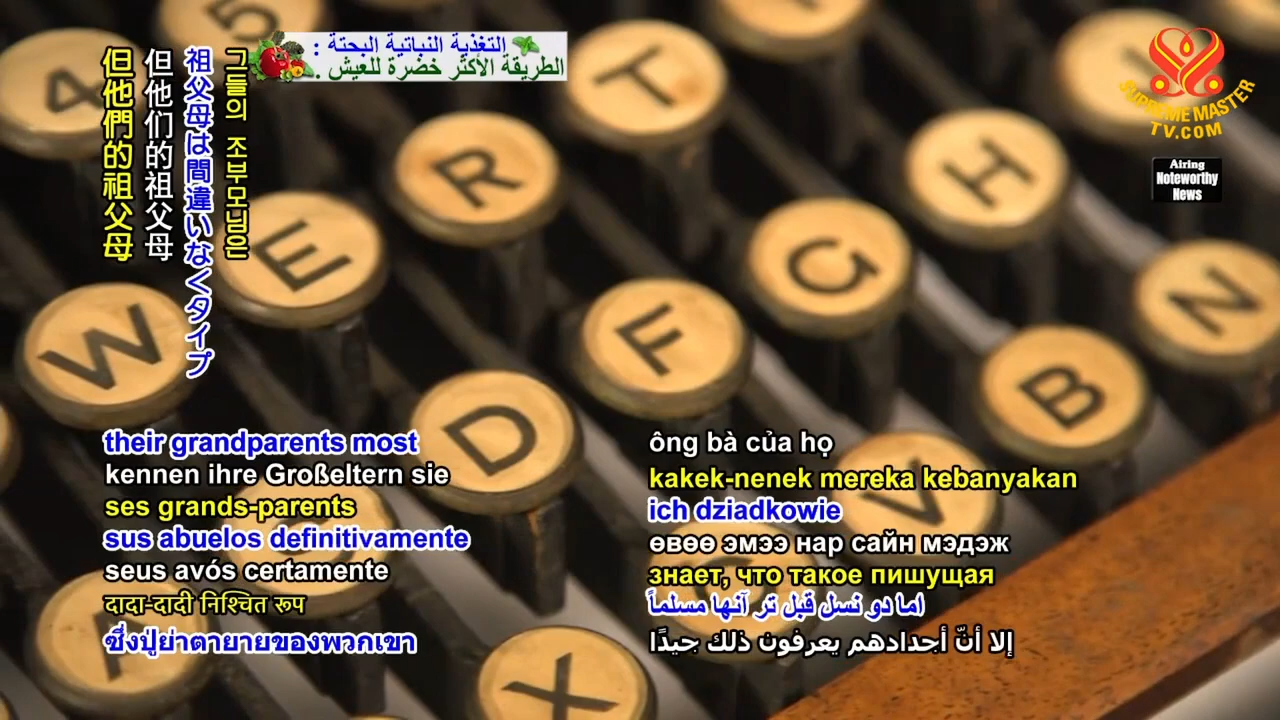 التغذية النباتية البحتة :
الطريقة الأكثر خضرة للعيش .
SUPREME MASTER
TV.COM
Airing
Noteworthy
News
그들의 조부모님은
祖父母は間違いなくタイプ
但他们的祖父母
但他們的祖父母
their grandparents most
kennen ihre Großeltern sie
ses grands-parents
sus abuelos definitivamente
seus avós certamente
दादा-दादी निश्चित रूप
ซึ่งปู่ย่าตายายของพวกเขา
ông bà của họ
kakek-nenek mereka kebanyakan
ich dziadkowie
өвөө эмээ нар сайн мэдэж
знает, что такое пишущая
اما دو نسل قبل تر آنها مسلماً
إلا أنّ أجدادهم يعرفون ذلك جيدًا
4
T
R
H
E
G
N
W
F
B
D
V
A
X